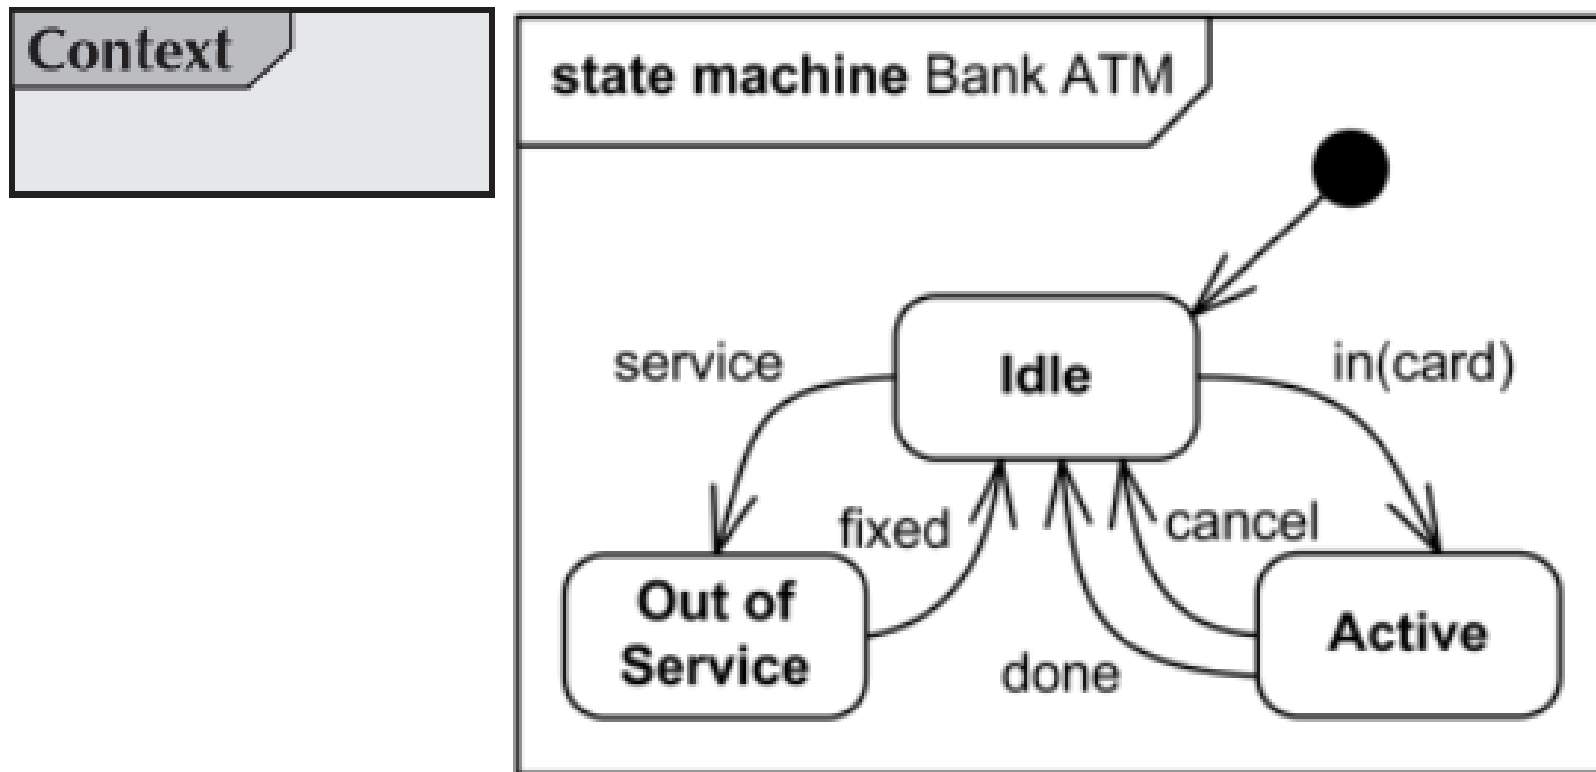 Context
state machine Bank ATM
service
Idle
in(card)
fixed
cancel
Out of
Service
Active
done